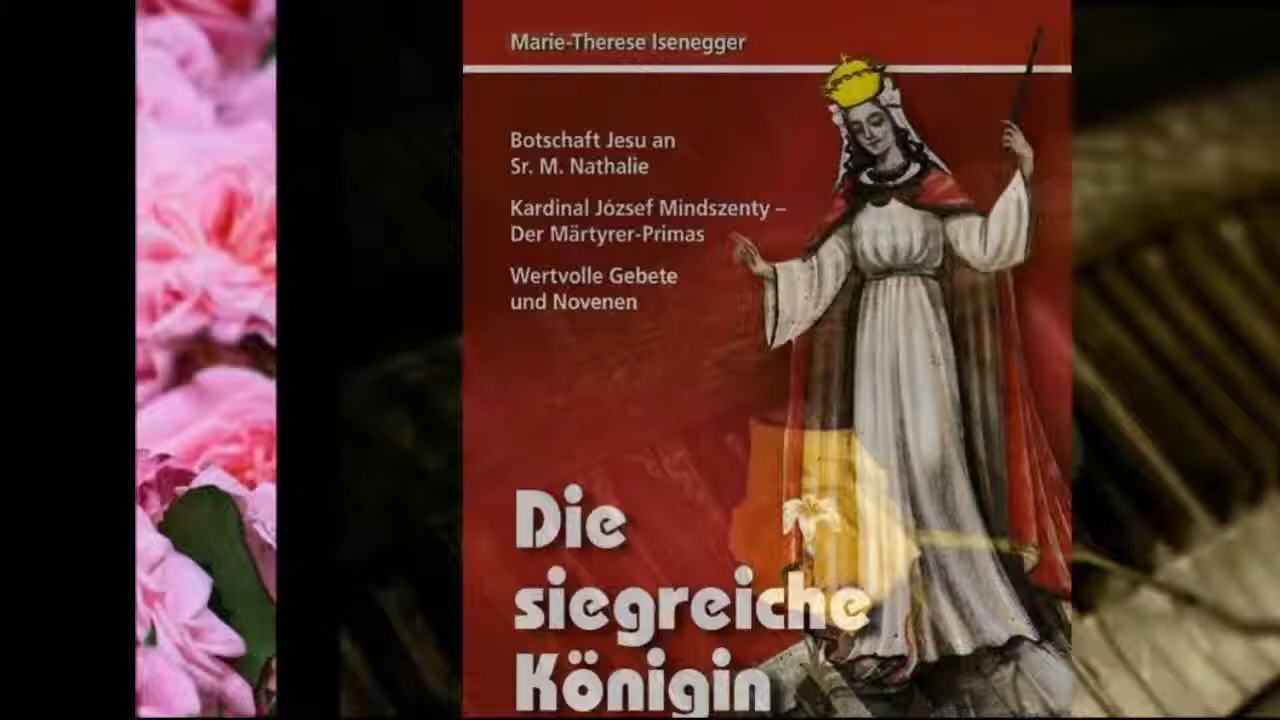 Marie-Therese Isenegger
Botschaft Jesu an
Sr. M. Nathalie
Kardinal József Mindszenty –
Der Märtyrer-Primas
Wertvolle Gebete
und Novenen
Die
siegreiche
Königin